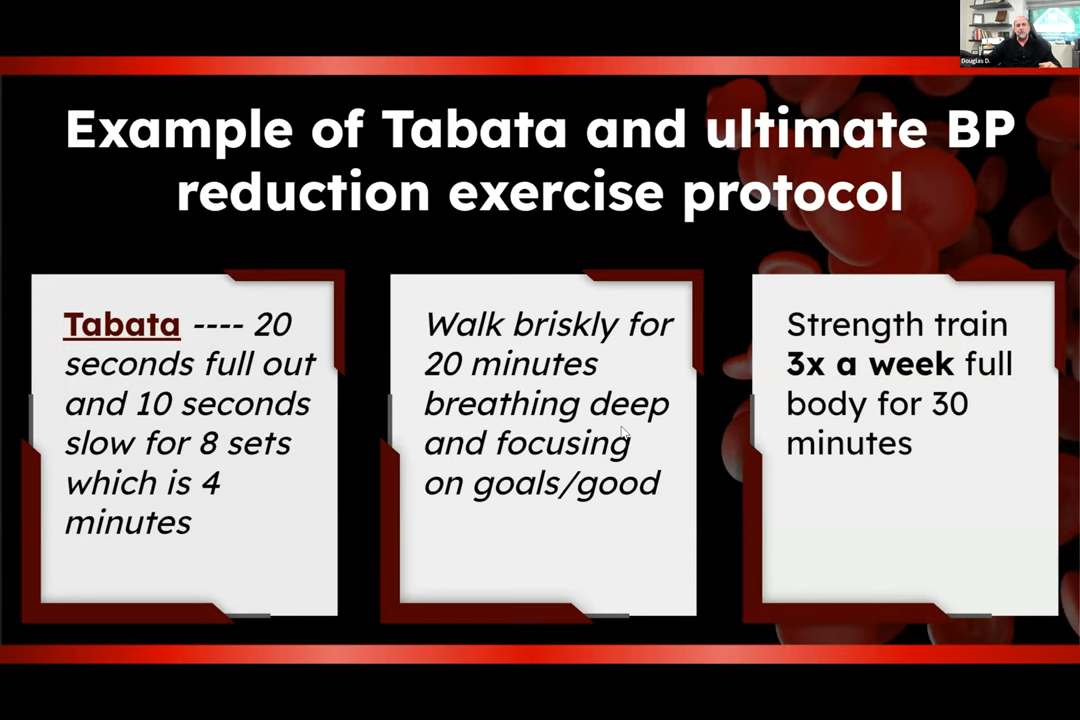 Douglas D.
Example of Tabata and ultimate BP
reduction exercise protocol
Tabata ---- 20
seconds full out
and 10 seconds
slow for 8 sets
which is 4
minutes
Walk briskly for
20 minutes
breathing deep
and focusing
on goals/good
Strength train
3x a week full
body for 30
minutes